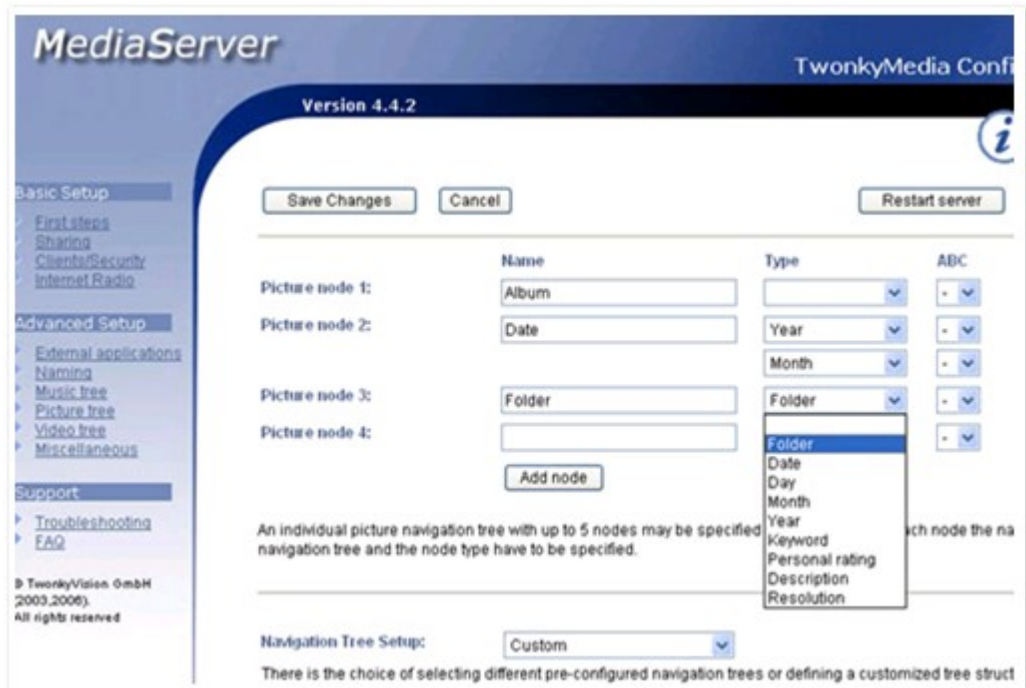 MediaServer
TwonkyMedia Confi
Version 4.4.2
i
Basic Setup
First steps
Sharing
Clients/Security
Internet Radio
Advanced Setup
External applications
Naming
Music tree
Picture tree
Video tree
Miscellaneous
Support
Troubleshooting
FAQ
© TwonkyVision GmbH
(2003,2006).
All rights reserved
Save Changes Cancel Restart server
Name Type ABC
Picture node 1: Album -
Picture node 2: Date Year -
Month -
Picture node 3: Folder Folder -
Picture node 4: -
Folder
Date
Day
Month
Year
Keyword
Personal rating
Description
Resolution
Add node
An individual picture navigation tree with up to 5 nodes may be specified ch node the na
navigation tree and the node type have to be specified.
Navigation Tree Setup: Custom
There is the choice of selecting different pre-configured navigation trees or defining a customized tree struct